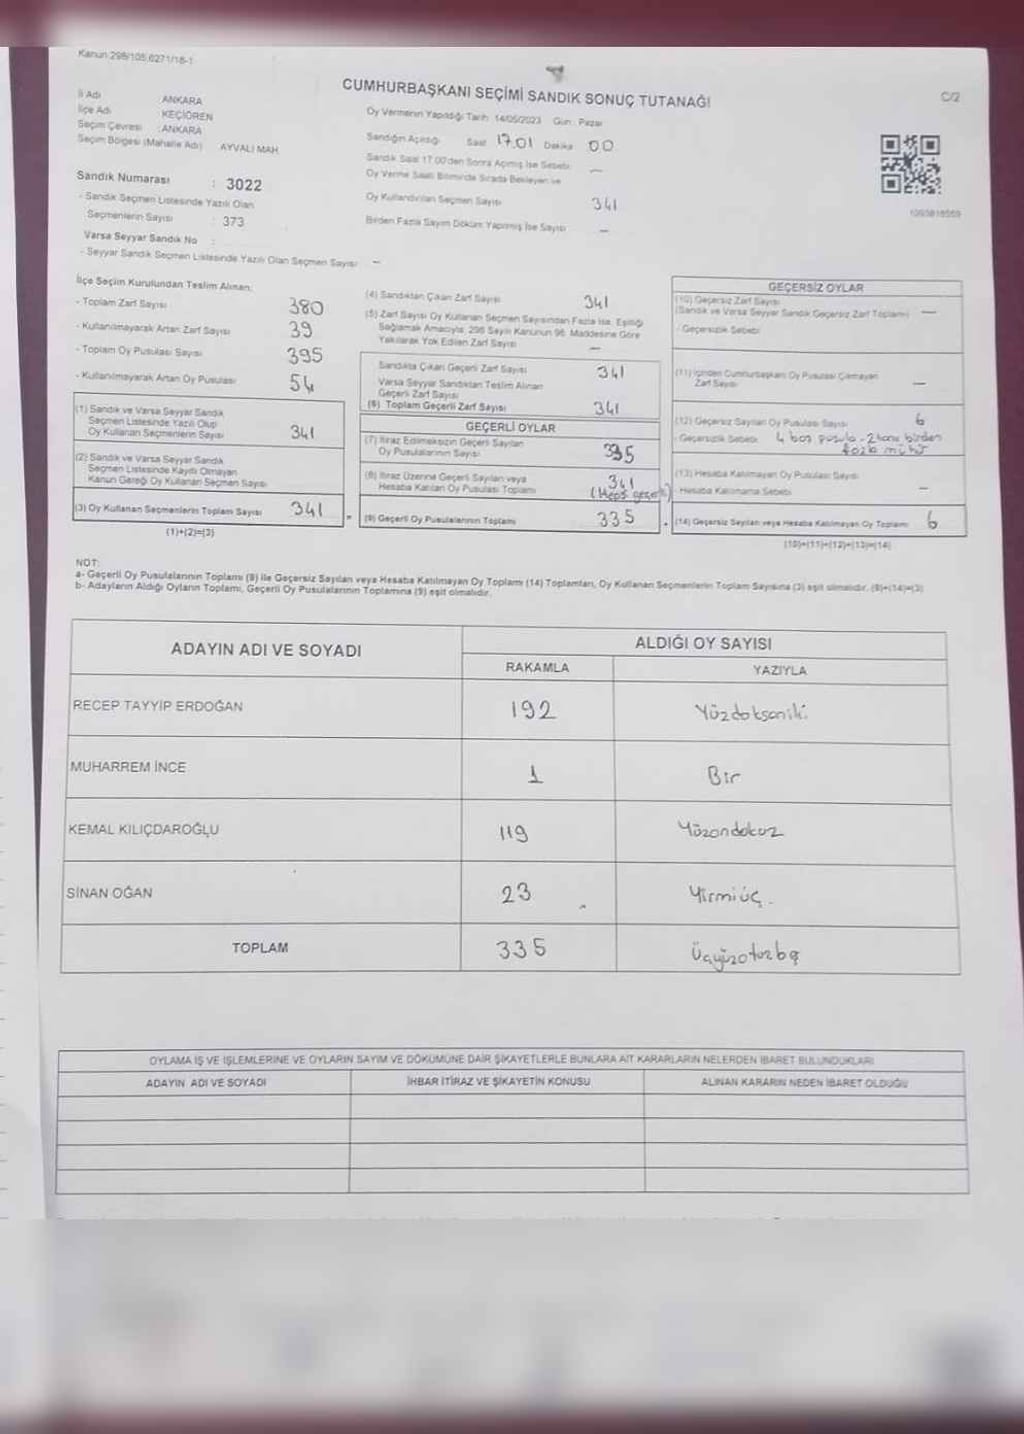 Kanun:298/105,6271/18-1
CUMHURBAŞKANI SEÇİMİ SANDIK SONUÇ TUTANAĞI
C/2
İl Adı : ANKARA
İlçe Adı : KEÇİÖREN
Seçim Çevresi : ANKARA
Seçim Bölgesi (Mahalle Adı) AYVALI MAH.
Sandık Numarası : 3022
- Sandık Seçmen Listesinde Yazılı Olan
Seçmenlerin Sayısı : 373
Varsa Seyyar Sandık No :
- Seyyar Sandık Seçmen Listesinde Yazılı Olan Seçmen Sayısı —
Oy Vermenin Yapıldığı Tarih: 14/05/2023 Gün: Pazar
Sandığın Açıldığı Saat 17.01 Dakika 00
Sandık Saat 17.00'den Sonra Açılmış İse Sebebi: —
Oy Verme Saati Bitiminde Sırada Bekleyen ve
Oy Kullandırılan Seçmen Sayısı 341
Birden Fazla Sayım Döküm Yapılmış İse Sayısı —
1093818559
İlçe Seçim Kurulundan Teslim Alınan:
- Toplam Zarf Sayısı 380
- Kullanılmayarak Artan Zarf Sayısı 39
- Toplam Oy Pusulası Sayısı 395
- Kullanılmayarak Artan Oy Pusulası 54
(1) Sandık ve Varsa Seyyar Sandık
Seçmen Listesinde Yazılı Olup
Oy Kullanan Seçmenlerin Sayısı 341
(2) Sandık ve Varsa Seyyar Sandık
Seçmen Listesinde Kayıtlı Olmayan
Kanun Gereği Oy Kullanan Seçmen Sayısı
(3) Oy Kullanan Seçmenlerin Toplam Sayısı 341
(1)+(2)=(3)
(4) Sandıktan Çıkan Zarf Sayısı 341
(5) Zarf Sayısı Oy Kullanan Seçmen Sayısından Fazla İse, Eşitliği
Sağlamak Amacıyla, 298 Sayılı Kanunun 98. Maddesine Göre
Yakılarak Yok Edilen Zarf Sayısı —
Sandıkta Çıkan Geçerli Zarf Sayısı 341
Varsa Seyyar Sandıktan Teslim Alınan
Geçerli Zarf Sayısı
(6) Toplam Geçerli Zarf Sayısı 341
GEÇERLİ OYLAR
(7) İtiraz Edilmeksizin Geçerli Sayılan
Oy Pusulalarının Sayısı 335
(8) İtiraz Üzerine Geçerli Sayılan veya 341
Hesaba Katılan Oy Pusulası Toplamı (Hepsi geçerli)
(9) Geçerli Oy Pusulalarının Toplamı 335
GEÇERSİZ OYLAR
(10) Geçersiz Zarf Sayısı
(Sandık ve Varsa Seyyar Sandık Geçersiz Zarf Toplamı) —
- Geçersizlik Sebebi:
(11) İçinden Cumhurbaşkanı Oy Pusulası Çıkmayan
Zarf Sayısı —
(12) Geçersiz Sayılan Oy Pusulası Sayısı 6
- Geçersizlik Sebebi: 4 boş pusula - 2 tane birden
fazla mühür
(13) Hesaba Katılmayan Oy Pusulası Sayısı —
- Hesaba Katılmama Sebebi
(14) Geçersiz Sayılan veya Hesaba Katılmayan Oy Toplamı 6
(10)+(11)+(12)+(13)=(14)
NOT:
a- Geçerli Oy Pusulalarının Toplamı (9) ile Geçersiz Sayılan veya Hesaba Katılmayan Oy Toplamı (14) Toplamları, Oy Kullanan Seçmenlerin Toplam Sayısına (3) eşit olmalıdır. (9)+(14)=(3)
b- Adayların Aldığı Oyların Toplamı, Geçerli Oy Pusulalarının Toplamına (9) eşit olmalıdır.
ADAYIN ADI VE SOYADI
ALDIĞI OY SAYISI
RAKAMLA YAZIYLA
RECEP TAYYİP ERDOĞAN 192 Yüzdoksaniki
MUHARREM İNCE 1 Bir
KEMAL KILIÇDAROĞLU 119 Yüzondokuz
SİNAN OĞAN 23 Yirmiüç.
TOPLAM 335 Üçyüzotuzbeş
OYLAMA İŞ VE İŞLEMLERİNE VE OYLARIN SAYIM VE DÖKÜMÜNE DAİR ŞİKAYETLERLE BUNLARA AİT KARARLARIN NELERDEN İBARET BULUNDUKLARI
ADAYIN ADI VE SOYADI
İHBAR İTİRAZ VE ŞİKAYETİN KONUSU
ALINAN KARARIN NEDEN İBARET OLDUĞU